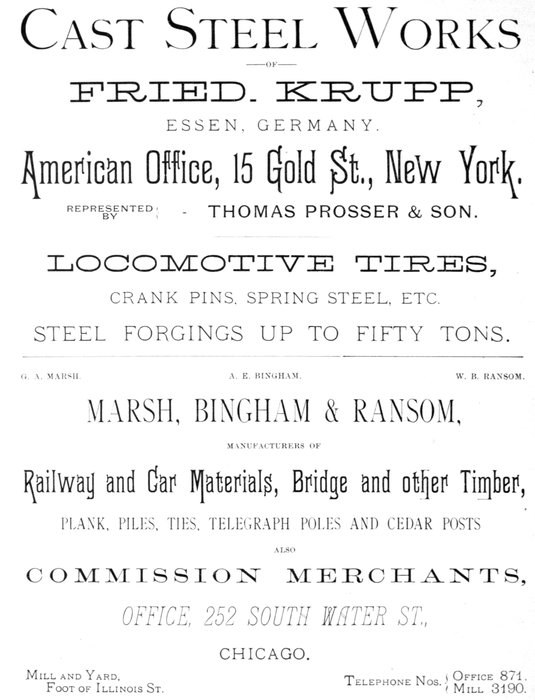 CAST STEEL WORKS
OF
FRIED. KRUPP,
ESSEN, GERMANY.
American Office, 15 Gold St., New York.
REPRESENTED BY } - THOMAS PROSSER & SON.
LOCOMOTIVE TIRES,
CRANK PINS, SPRING STEEL, ETC.
STEEL FORGINGS UP TO FIFTY TONS.
G. A. MARSH. A. E. BINGHAM. W. B. RANSOM.
MARSH, BINGHAM & RANSOM,
MANUFACTURERS OF
Railway and Car Materials, Bridge and other Timber,
PLANK, PILES, TIES, TELEGRAPH POLES AND CEDAR POSTS
ALSO
COMMISSION MERCHANTS,
OFFICE, 252 SOUTH WATER ST.,
CHICAGO.
MILL AND YARD,
FOOT OF ILLINOIS ST.
TELEPHONE NOS. { OFFICE 871.
MILL 3190.